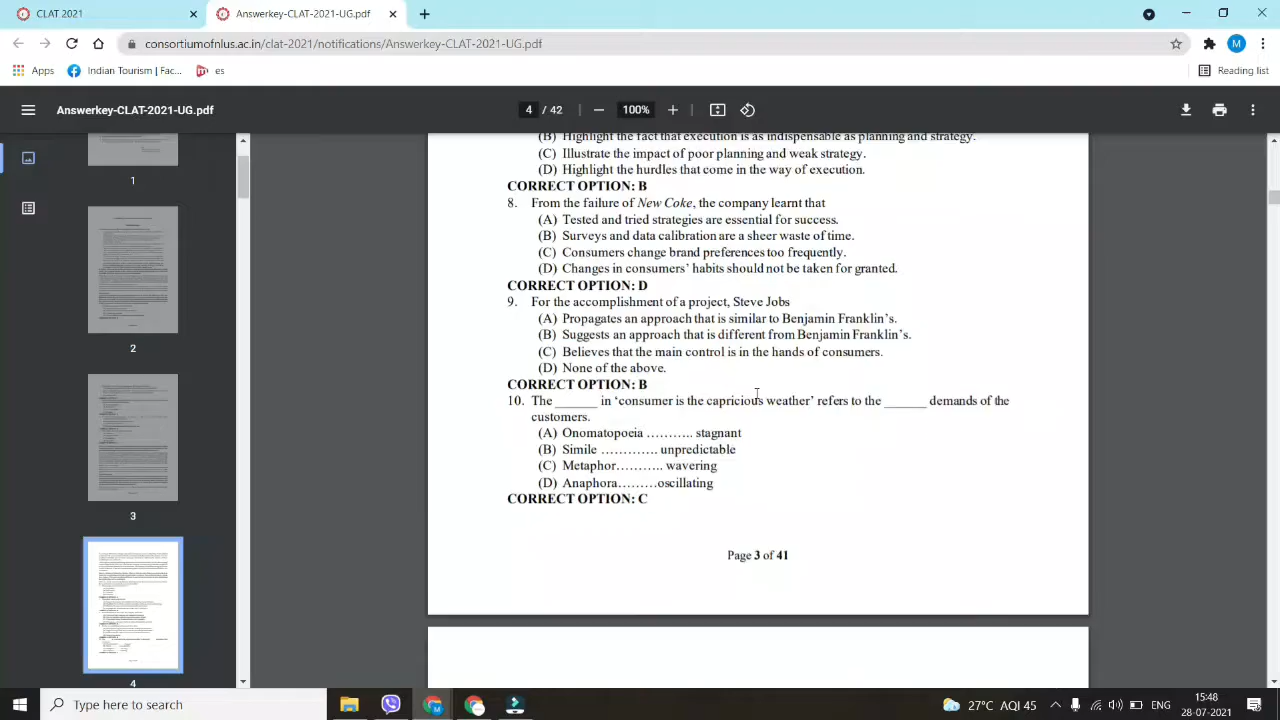 CLAT 2021
Answerkey-CLAT-2021-UG.pdf
consortiumofnlus.ac.in/clat-2021/notifications/Answerkey-CLAT-2021-UG.pdf
M
Apps
Indian Tourism | Fac...
es
Reading list
Answerkey-CLAT-2021-UG.pdf
4 / 42
100%
1
2
3
4
(B) Highlight the fact that execution is as indispensable as planning and strategy.
(C) Illustrate the impact of poor planning and weak strategy.
(D) Highlight the hurdles that come in the way of execution.
CORRECT OPTION: B
8. From the failure of New Coke, the company learnt that
(A) Tested and tried strategies are essential for success.
(B) Surveys and data calibration are a sheer waste of time.
(C) Consumers change brand preferences too frequently.
(D) Changes in consumers' habits should not be taken for granted.
CORRECT OPTION: D
9. For the accomplishment of a project, Steve Jobs
(A) Propagates an approach that is similar to Benjamin Franklin's.
(B) Suggests an approach that is different from Benjamin Franklin's.
(C) Believes that the main control is in the hands of consumers.
(D) None of the above.
CORRECT OPTION: B
10. The ______ in 'consumer is the capricious weather' refers to the ______ demands of the
customers.
(A) Onomatopoeia ……….. stagnant
(B) Simile …………. unpredictable
(C) Metaphor……….. wavering
(D) Anaphora………oscillating
CORRECT OPTION: C
Page 3 of 41
Type here to search
M
27°C AQI 45
ENG
15:48
28-07-2021